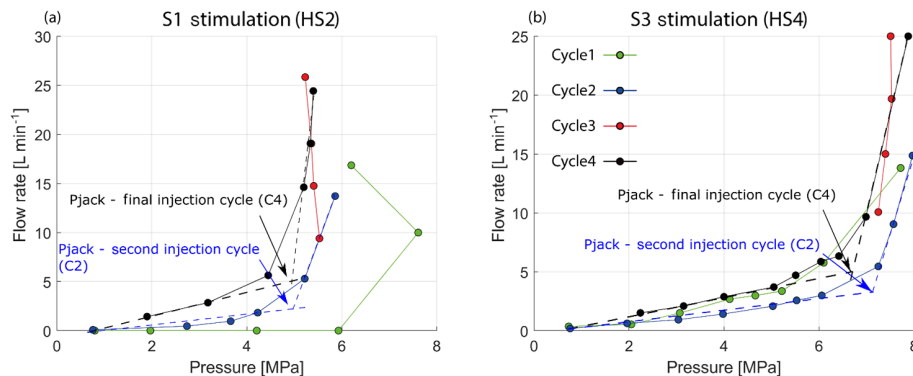 (a) S1 stimulation (HS2)
30
25
20
15
10
5
0
Flow rate [L min⁻¹]
Pjack - final injection cycle (C4)
Pjack - second injection cycle
(C2)
0 2 4 6 8
Pressure [MPa]
(b) S3 stimulation (HS4)
25
20
15
10
5
0
Flow rate [L min⁻¹]
Cycle1
Cycle2
Cycle3
Cycle4
Pjack - final injection cycle (C4)
Pjack - second injection cycle (C2)
0 2 4 6 8
Pressure [MPa]